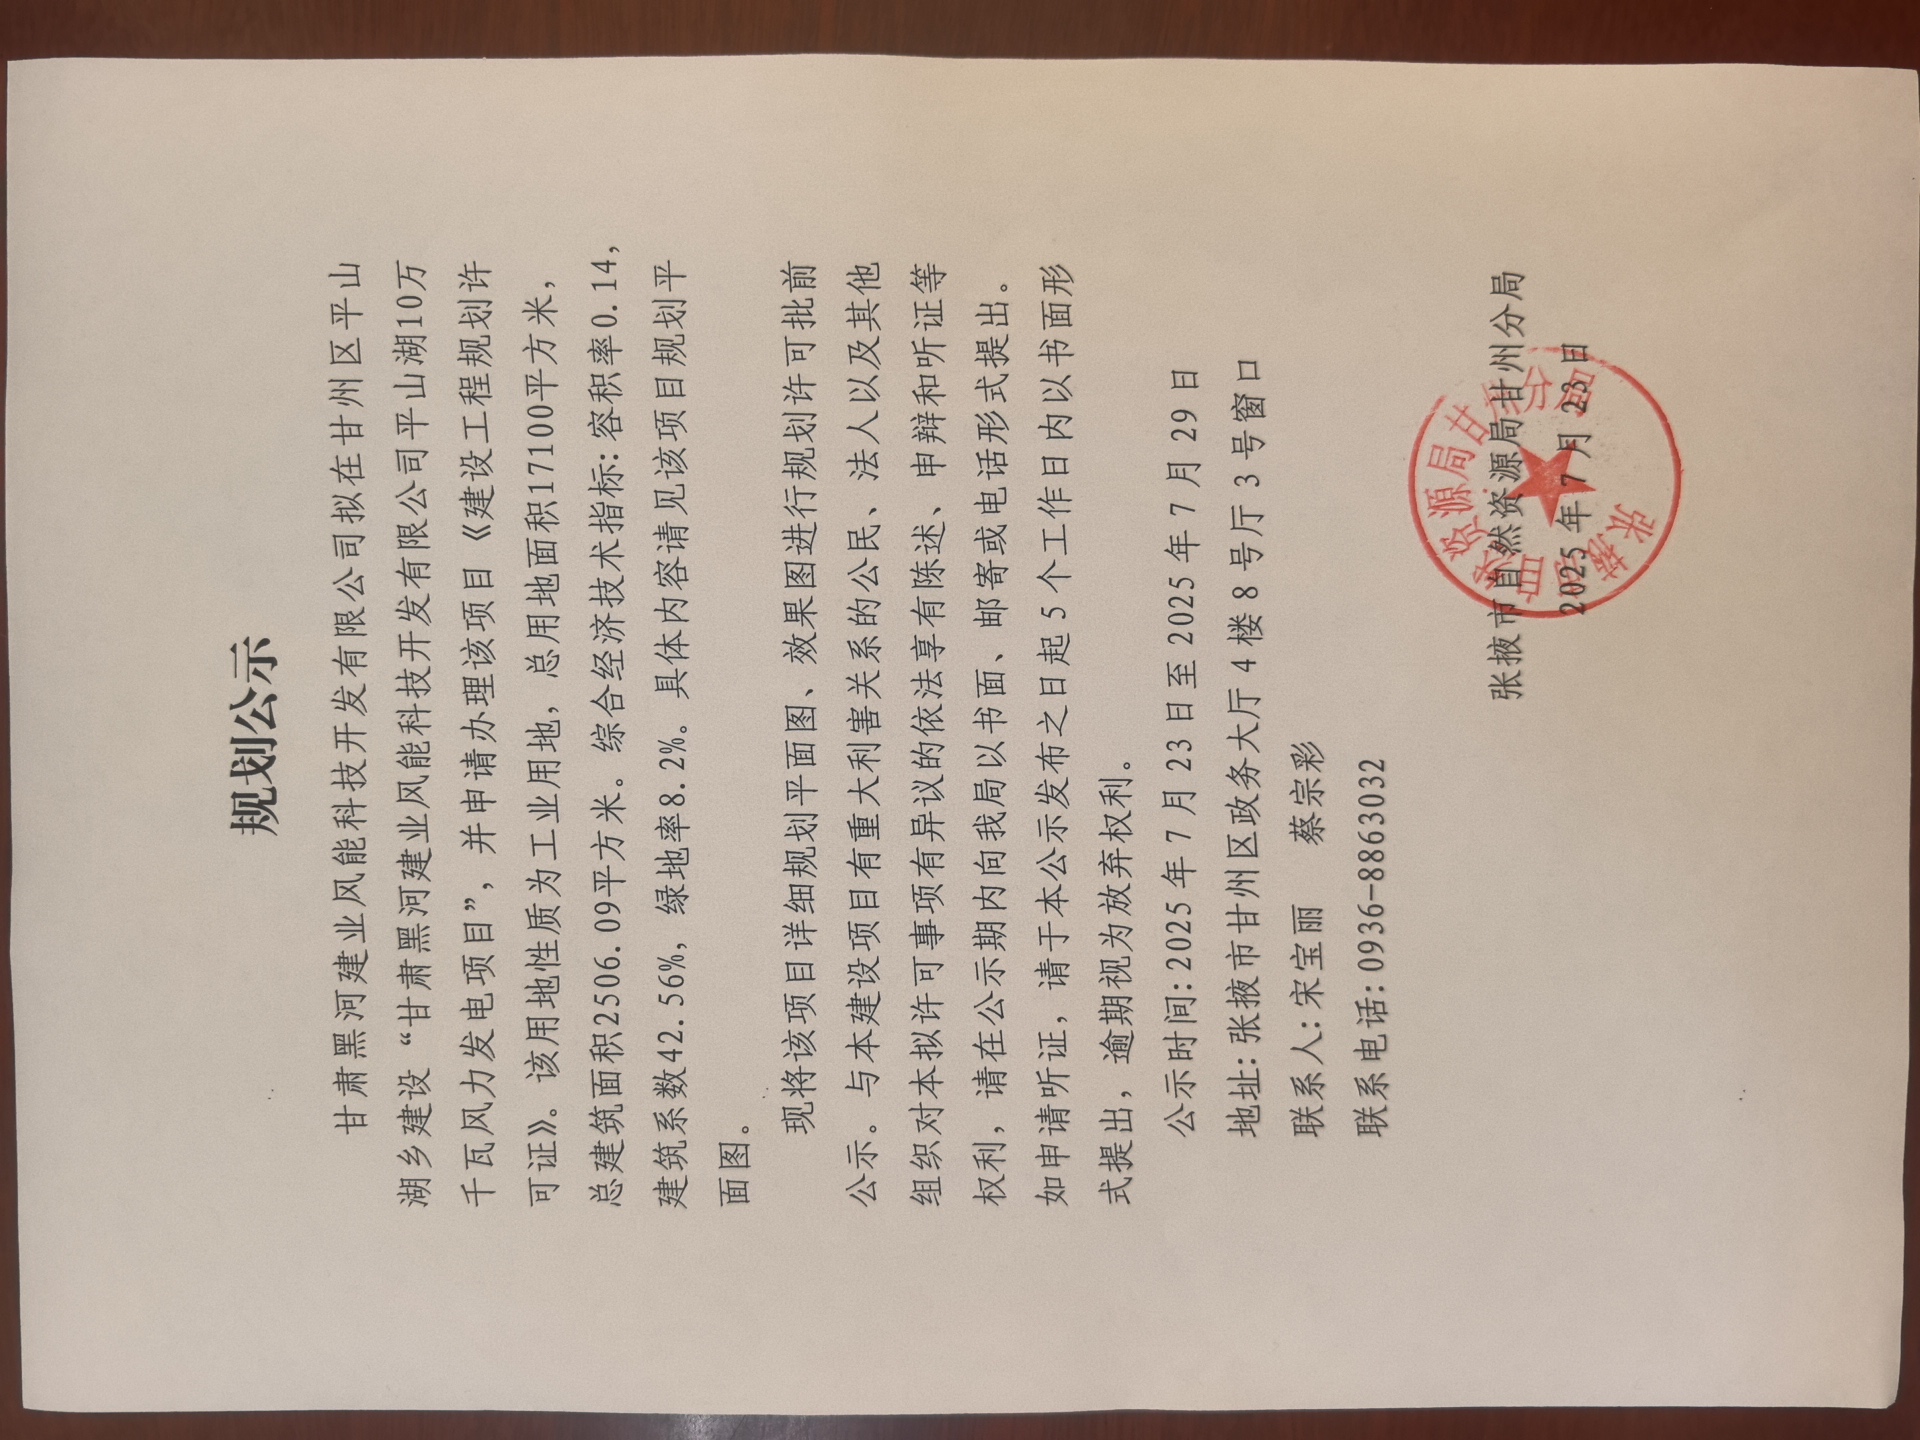 规划公示
甘肃黑河建业风能科技开发有限公司拟在甘州区平山
湖乡建设“甘肃黑河建业风能科技开发有限公司平山湖10万
千瓦风力发电项目”，并申请办理该项目《建设工程规划许
可证》。该用地性质为工业用地，总用地面积17100平方米，
总建筑面积2506.09平方米。综合经济技术指标：容积率0.14，
建筑系数42.56%，绿地率8.2%。具体内容请见该项目规划平
面图。
现将该项目详细规划平面图、效果图进行规划许可批前
公示。与本建设项目有重大利害关系的公民、法人以及其他
组织对本拟许可事项有异议的依法享有陈述、申辩和听证等
权利，请在公示期内向我局以书面、邮寄或电话形式提出。
如申请听证，请于本公示发布之日起5个工作日内以书面形
式提出，逾期视为放弃权利。
公示时间：2025年7月23日至2025年7月29日
地址：张掖市甘州区政务大厅4楼8号厅3号窗口
联系人：宋宝丽 蔡宗彩
联系电话：0936-8863032
张掖市自然资源局甘州分局
2025年7月23日
张掖市自然资源局甘州分局